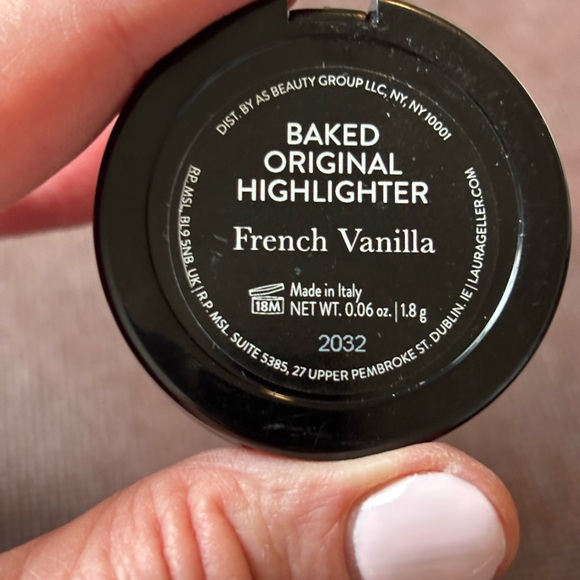 DIST. BY AS BEAUTY GROUP LLC, NY, NY 10001
BAKED
ORIGINAL
HIGHLIGHTER
French Vanilla
18M
Made in Italy
NET WT. 0.06 oz. | 1.8 g
2032
RP. MSL, BL9 5NB, UK | R.P. MSL. SUITE 5385, 27 UPPER PEMBROKE ST. DUBLIN. IE | LAURAGELLER.COM